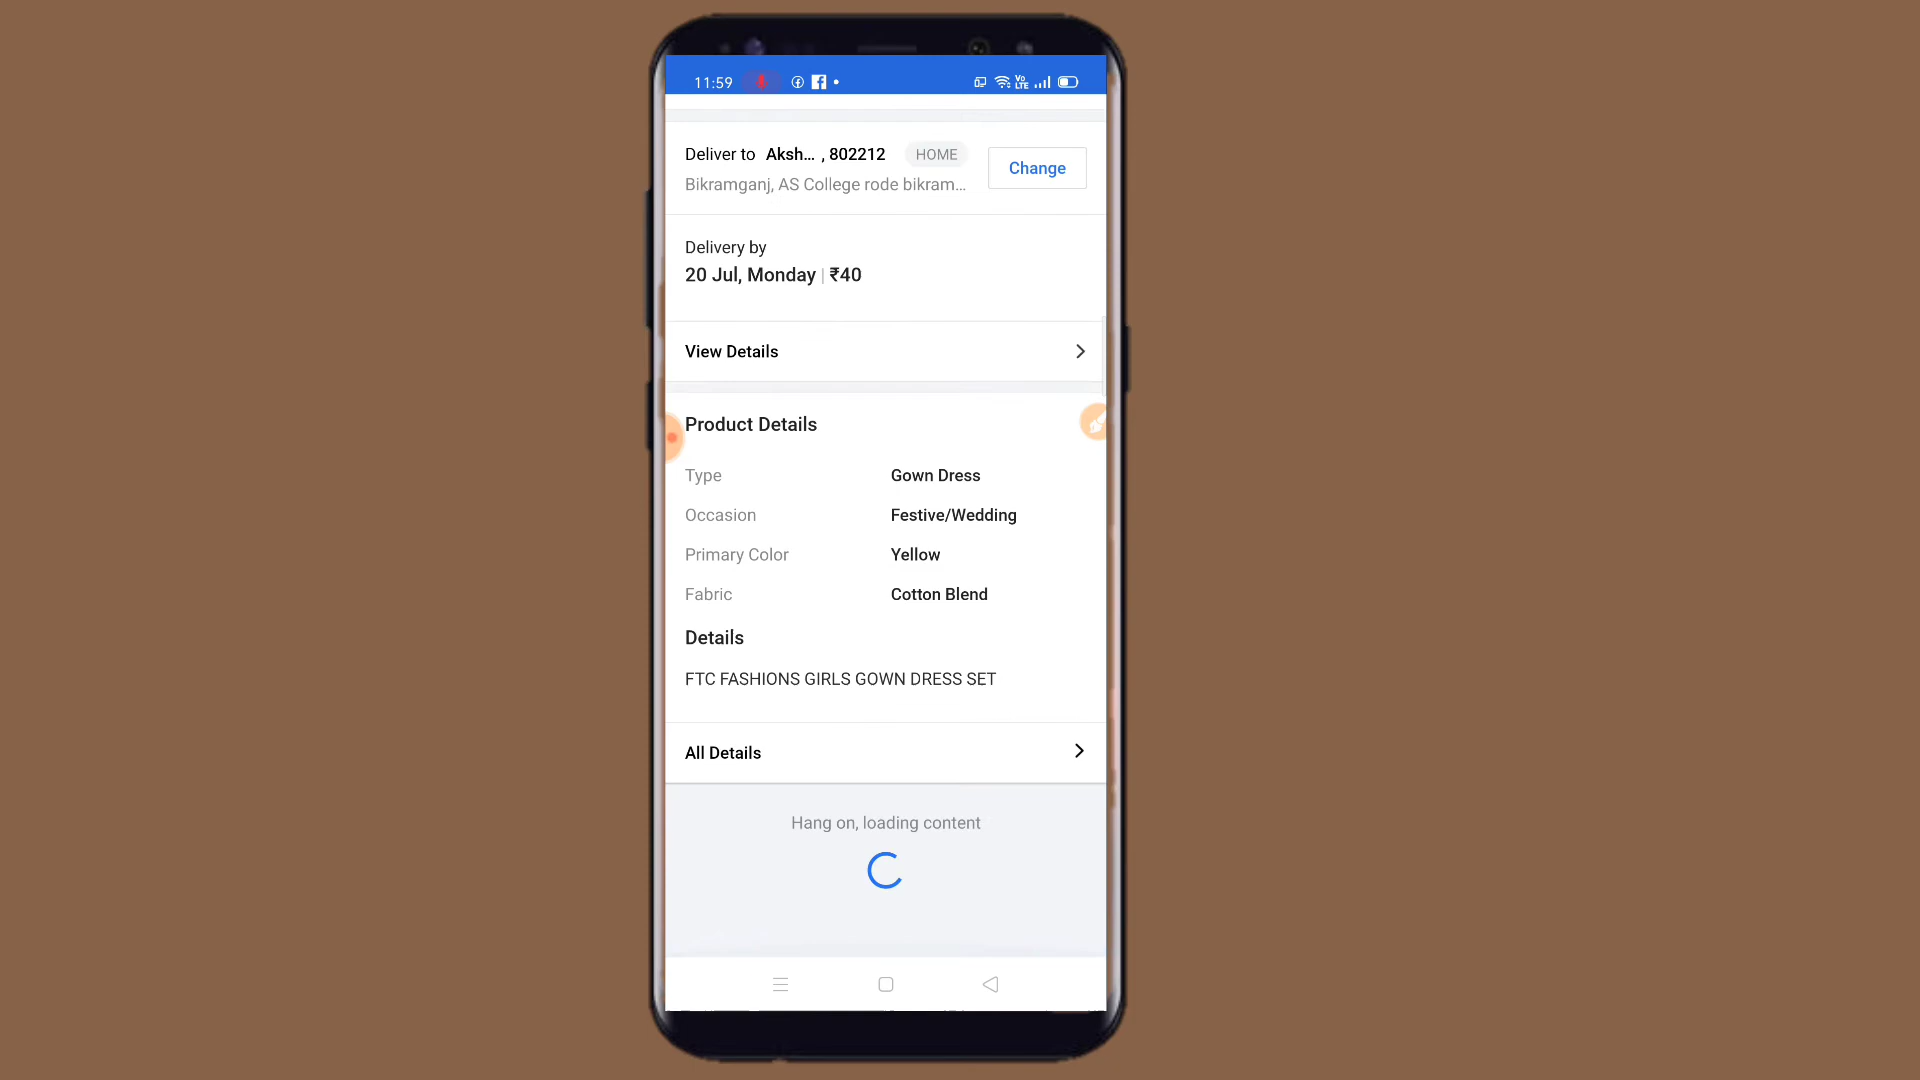 11:59 Vo LTE
Deliver to Aksh... , 802212 HOME
Change
Bikramganj, AS College rode bikram...
Delivery by
20 Jul, Monday | ₹40
View Details
Product Details
Type Gown Dress
Occasion Festive/Wedding
Primary Color Yellow
Fabric Cotton Blend
Details
FTC FASHIONS GIRLS GOWN DRESS SET
All Details
Hang on, loading content